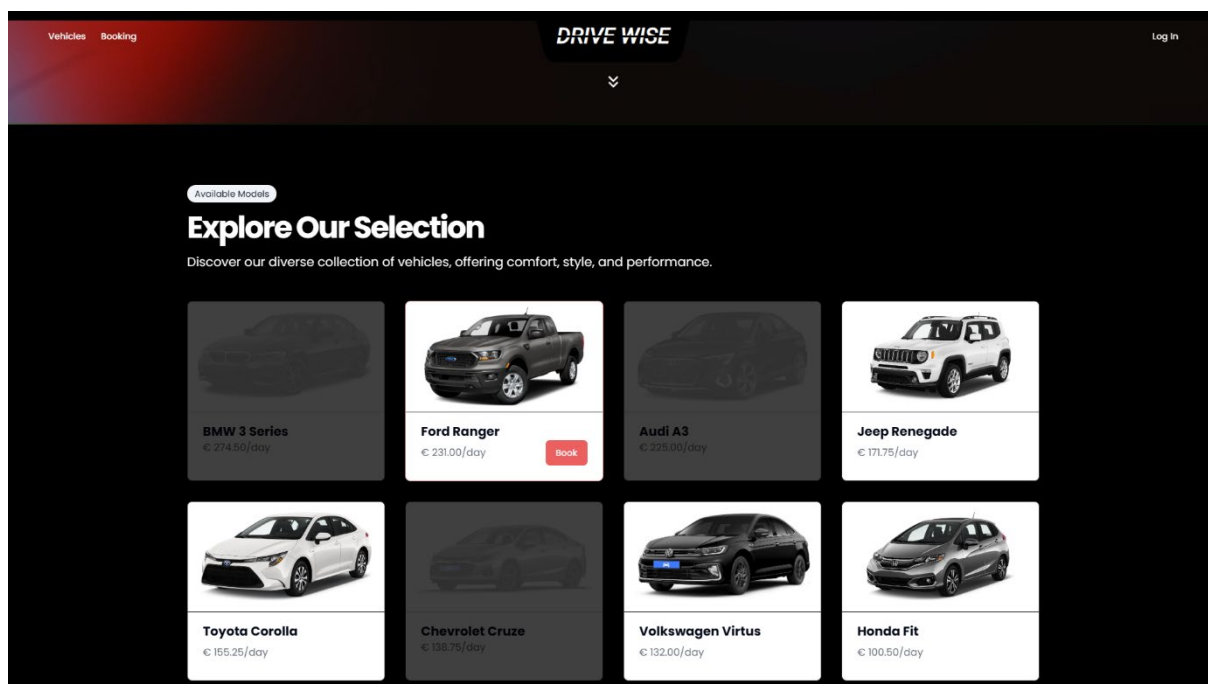 Vehicles Booking
DRIVE WISE
Log In
Available Models
Explore Our Selection
Discover our diverse collection of vehicles, offering comfort, style, and performance.
BMW 3 Series
€ 274.50/day
Ford Ranger
€ 231.00/day
Book
Audi A3
€ 225.00/day
Jeep Renegade
€ 171.75/day
Toyota Corolla
€ 155.25/day
Chevrolet Cruze
€ 138.75/day
Volkswagen Virtus
€ 132.00/day
Honda Fit
€ 100.50/day